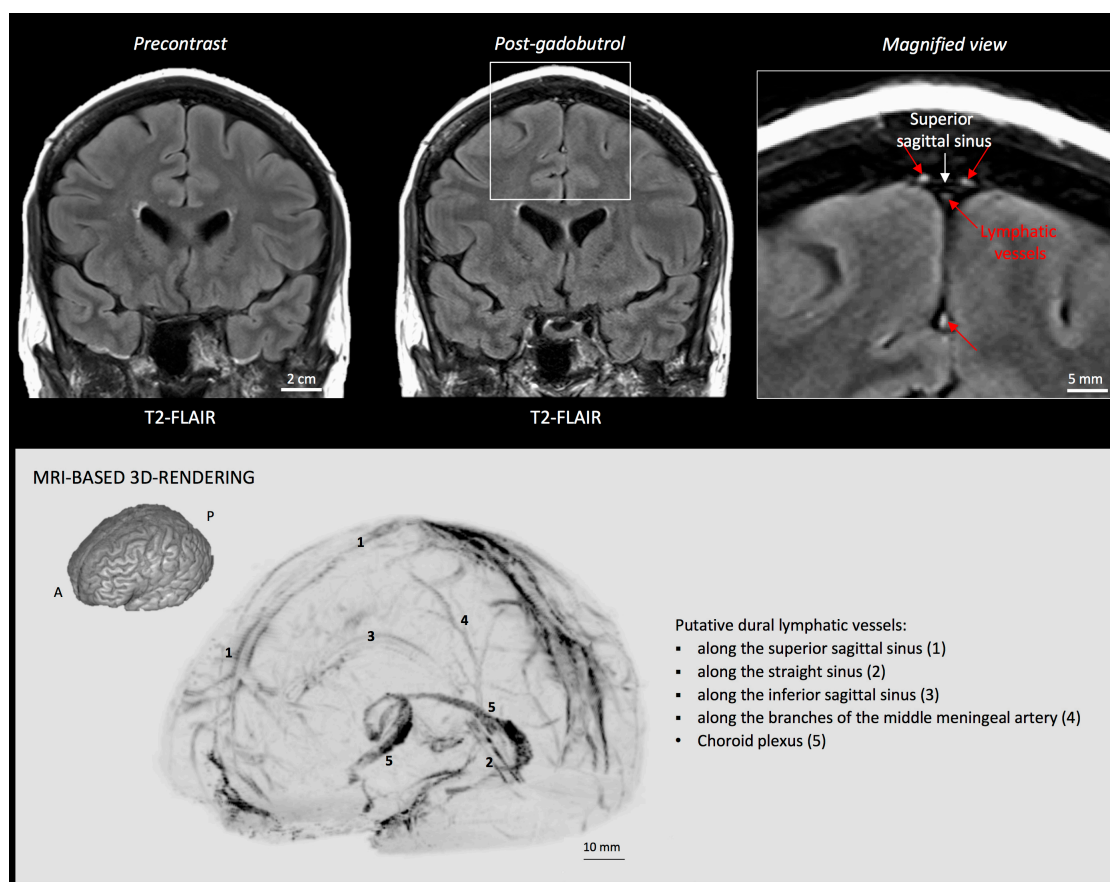 Precontrast
Post-gadobutrol
Magnified view
Superior
sagittal sinus
Lymphatic
vessels
2 cm
5 mm
T2-FLAIR
T2-FLAIR
MRI-BASED 3D-RENDERING
P
A
1
1
3
4
5
5
2
10 mm
Putative dural lymphatic vessels:
▪ along the superior sagittal sinus (1)
▪ along the straight sinus (2)
▪ along the inferior sagittal sinus (3)
▪ along the branches of the middle meningeal artery (4)
• Choroid plexus (5)